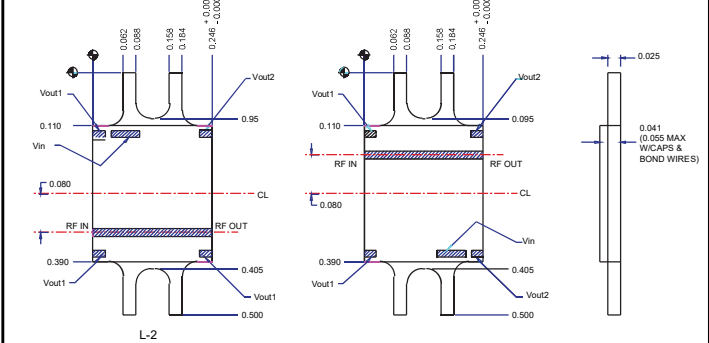 0.062
0.088
0.158
0.184
0.246
Vout1
Vout2
0.110
0.95
Vin
0.080
CL
RF IN
RF OUT
0.390
0.405
Vout1
Vout1
0.500
L-2
0.062
0.088
0.158
0.184
0.246
Vout1
Vout2
0.110
0.095
RF IN
RF OUT
CL
0.080
Vin
0.390
0.405
Vout1
Vout2
0.500
0.025
0.041
(0.055 MAX
W/CAPS &
BOND WIRES)